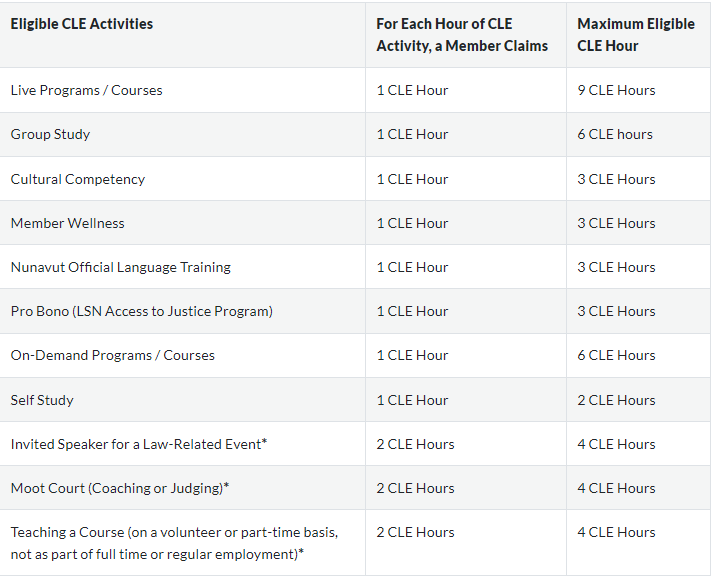 Eligible CLE Activities
For Each Hour of CLE
Activity, a Member Claims
Maximum Eligible
CLE Hour
Live Programs / Courses
1 CLE Hour
9 CLE Hours
Group Study
1 CLE Hour
6 CLE hours
Cultural Competency
1 CLE Hour
3 CLE Hours
Member Wellness
1 CLE Hour
3 CLE Hours
Nunavut Official Language Training
1 CLE Hour
3 CLE Hours
Pro Bono (LSN Access to Justice Program)
1 CLE Hour
3 CLE Hours
On-Demand Programs / Courses
1 CLE Hour
6 CLE Hours
Self Study
1 CLE Hour
2 CLE Hours
Invited Speaker for a Law-Related Event*
2 CLE Hours
4 CLE Hours
Moot Court (Coaching or Judging)*
2 CLE Hours
4 CLE Hours
Teaching a Course (on a volunteer or part-time basis,
not as part of full time or regular employment)*
2 CLE Hours
4 CLE Hours